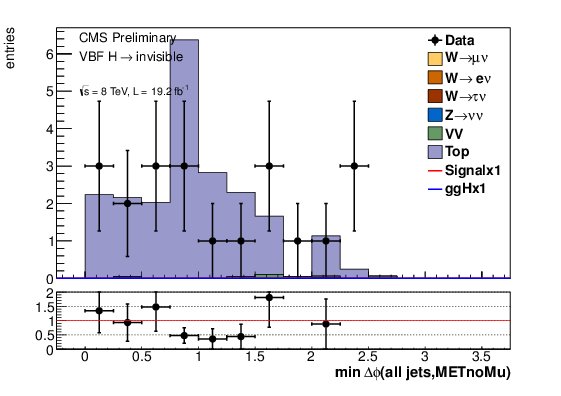 entries
CMS Preliminary
VBF H → invisible
√s = 8 TeV, L = 19.2 fb⁻¹
Data
W→μν
W→ eν
W→τν
Z→νν
VV
Top
Signalx1
ggHx1
6
5
4
3
2
1
0
2
1.5
1
0.5
0
0 0.5 1 1.5 2 2.5 3 3.5
min Δϕ(all jets,METnoMu)